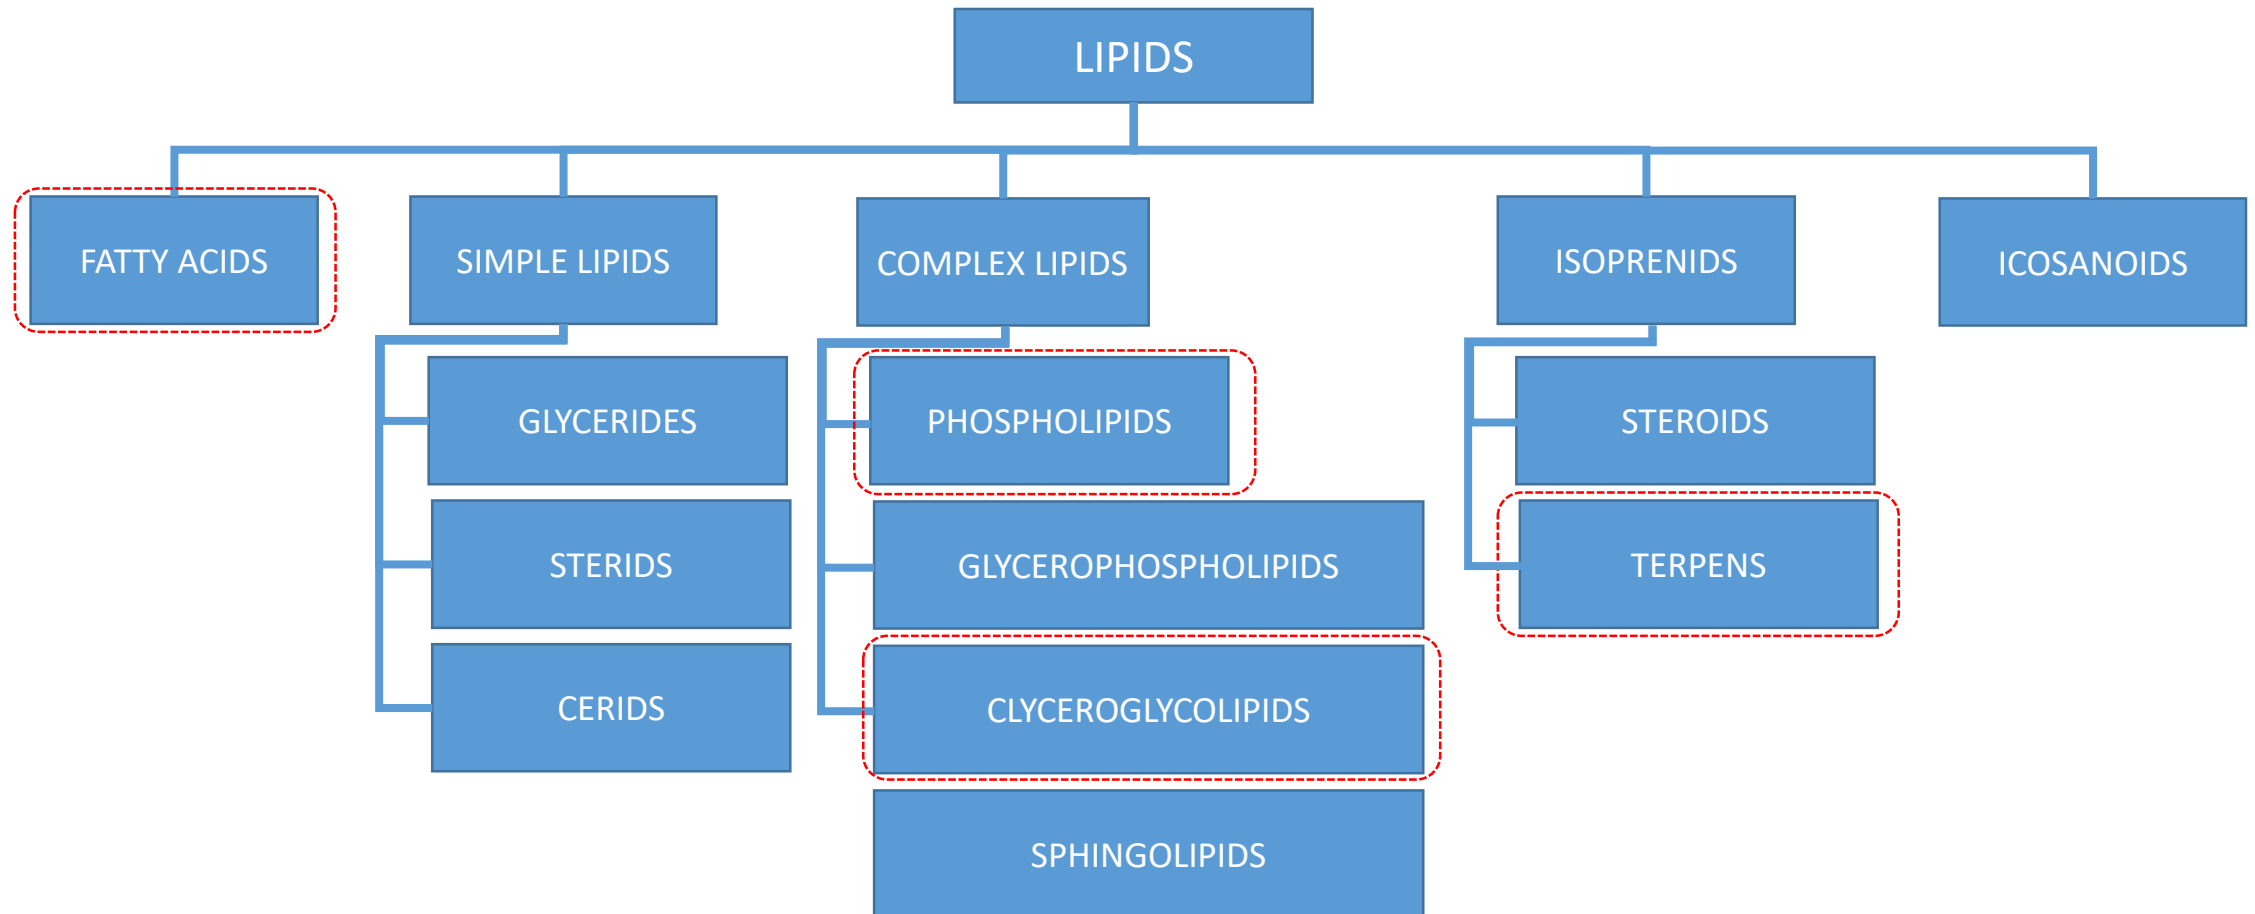 LIPIDS
FATTY ACIDS
SIMPLE LIPIDS
COMPLEX LIPIDS
ISOPRENIDS
ICOSANOIDS
GLYCERIDES
PHOSPHOLIPIDS
STEROIDS
STERIDS
GLYCEROPHOSPHOLIPIDS
TERPENS
CERIDS
CLYCEROGLYCOLIPIDS
SPHINGOLIPIDS